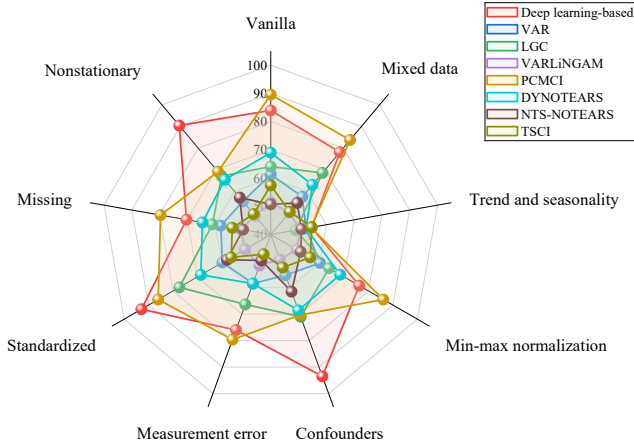 Vanilla
Mixed data
Trend and seasonality
Min-max normalization
Confounders
Measurement error
Standardized
Missing
Nonstationary
100
90
80
70
60
40
Deep learning-based
VAR
LGC
VARLiNGAM
PCMCI
DYNOTEARS
NTS-NOTEARS
TSCI